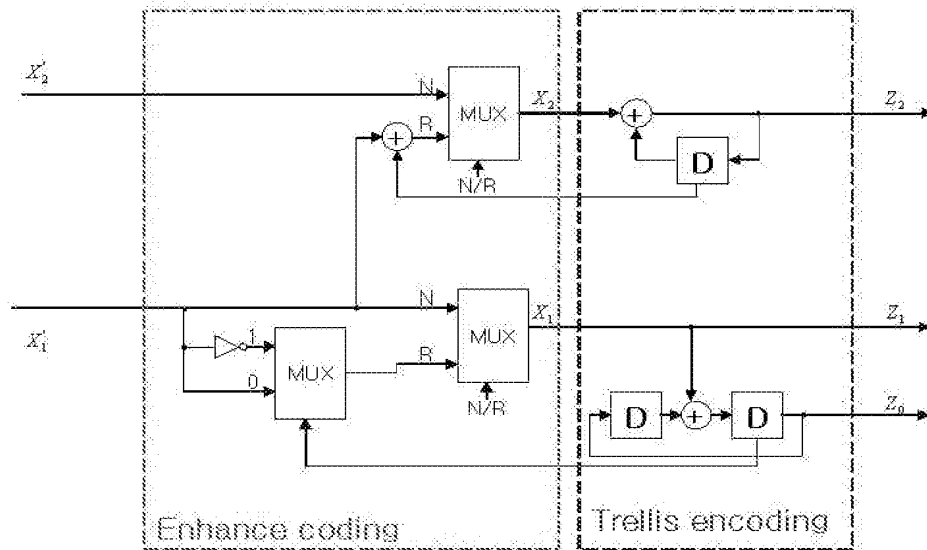 X'₂
N
MUX
X₂
Z₂
+
R
+
D
N/R
X'₁
N
MUX
X₁
Z₁
1
MUX
R
0
N/R
D
+
D
Z₀
Enhance coding
Trellis encoding